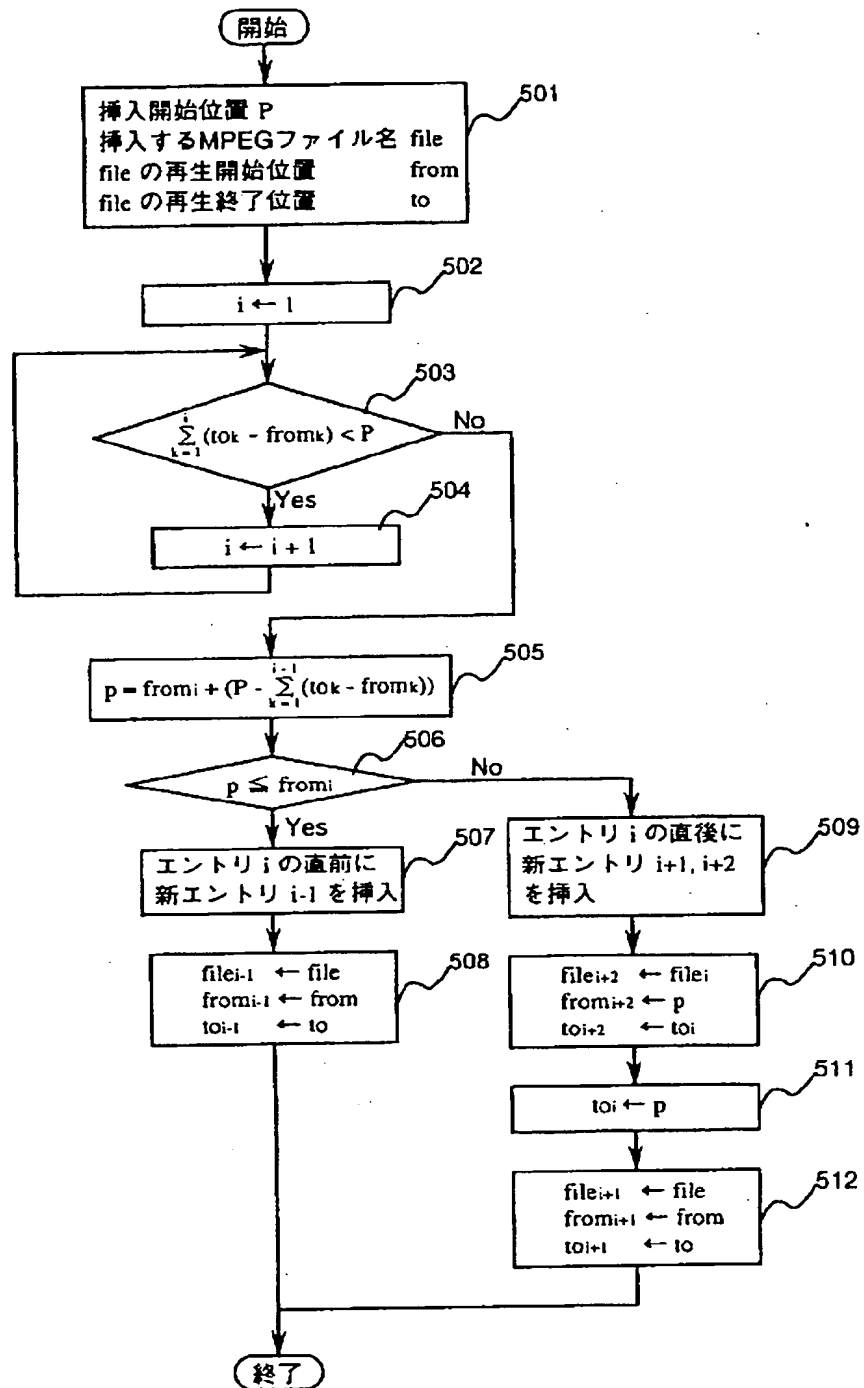 開始
501
挿入開始位置 P
挿入するMPEGファイル名 file
file の再生開始位置 from
file の再生終了位置 to
502
i ← 1
503
i
∑ (tok - fromk) < P
k=1
No
Yes
504
i ← i + 1
505
i-1
p = fromi + (P - ∑ (tok - fromk))
k=1
506
p ≦ fromi
No
Yes
507
エントリ i の直前に
新エントリ i-1 を挿入
509
エントリ i の直後に
新エントリ i+1, i+2
を挿入
508
filei-1 ← file
fromi-1 ← from
toi-1 ← to
510
filei+2 ← filei
fromi+2 ← p
toi+2 ← toi
511
toi ← p
512
filei+1 ← file
fromi+1 ← from
toi+1 ← to
終了